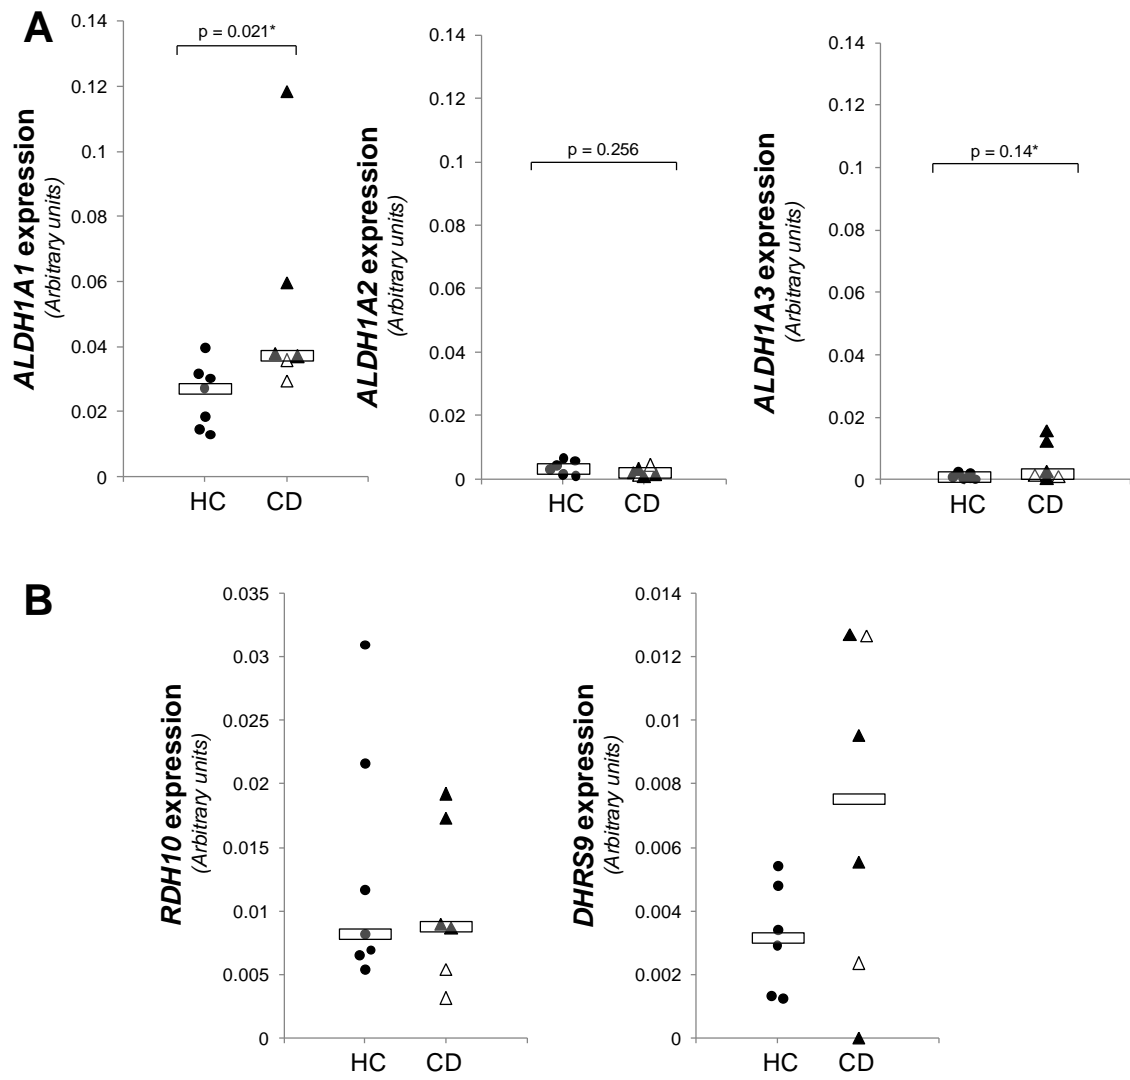 A
ALDH1A1 expression
(Arbitrary units)
0.14
0.12
0.1
0.08
0.06
0.04
0.02
0
p = 0.021*
HC
CD
ALDH1A2 expression
(Arbitrary units)
0.14
0.12
0.1
0.08
0.06
0.04
0.02
0
p = 0.256
HC
CD
ALDH1A3 expression
(Arbitrary units)
0.14
0.12
0.1
0.08
0.06
0.04
0.02
0
p = 0.14*
HC
CD
B
RDH10 expression
(Arbitrary units)
0.035
0.03
0.025
0.02
0.015
0.01
0.005
0
HC
CD
DHRS9 expression
(Arbitrary units)
0.014
0.012
0.01
0.008
0.006
0.004
0.002
0
HC
CD